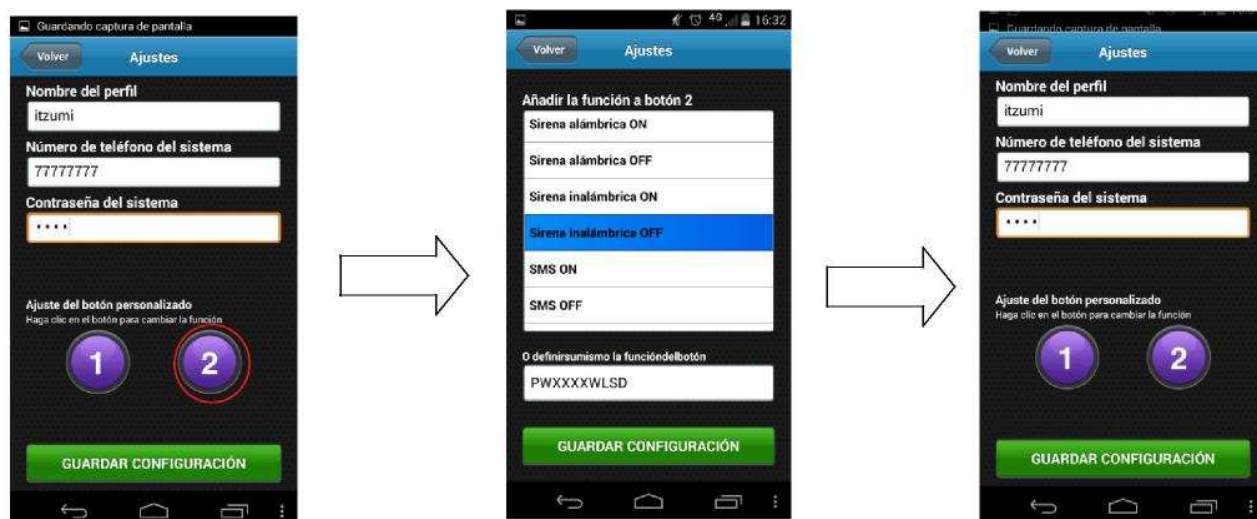 Guardando captura de pantalla
Volver
Ajustes
Nombre del perfil
itzumi
Número de teléfono del sistema
77777777
Contraseña del sistema
••••
Ajuste del botón personalizado
Haga clic en el botón para cambiar la función
1
2
GUARDAR CONFIGURACIÓN
4G
16:32
Volver
Ajustes
Añadir la función a botón 2
Sirena alámbrica ON
Sirena alámbrica OFF
Sirena inalámbrica ON
Sirena inalámbrica OFF
SMS ON
SMS OFF
O definirsumismo la funcióndelbotón
PWXXXXWLSD
GUARDAR CONFIGURACIÓN
Guardando captura de pantalla
Volver
Ajustes
Nombre del perfil
itzumi
Número de teléfono del sistema
77777777
Contraseña del sistema
••••
Ajuste del botón personalizado
Haga clic en el botón para cambiar la función
1
2
GUARDAR CONFIGURACIÓN